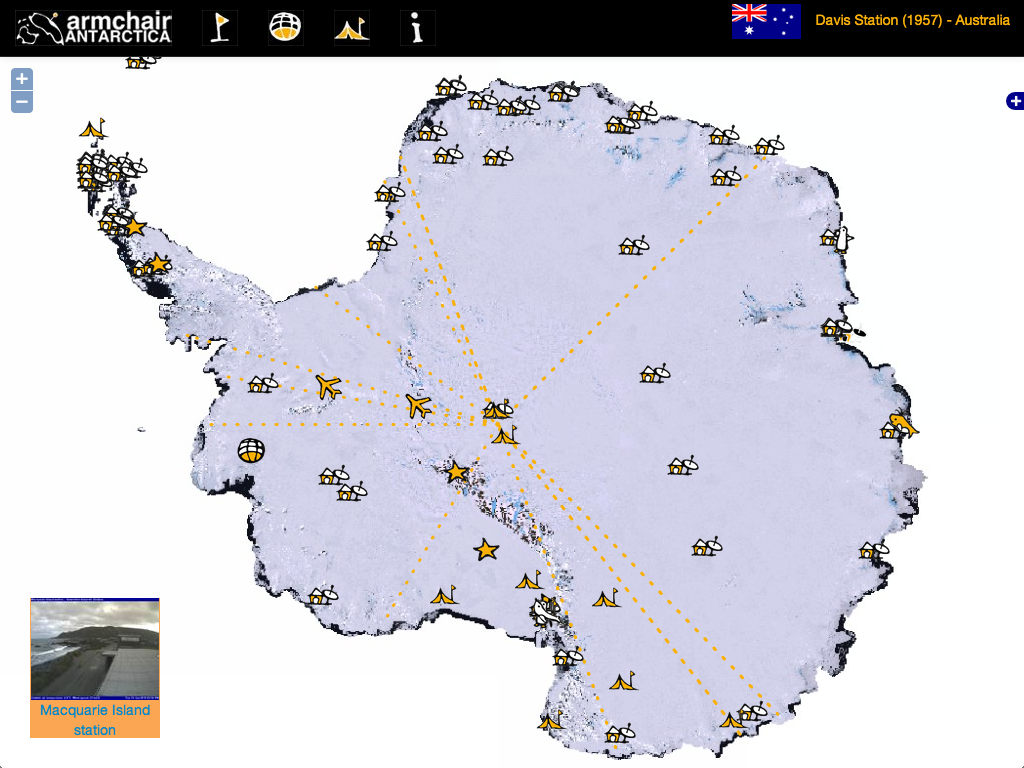 armchair
ANTARCTICA
i
Davis Station (1957) - Australia
+
−
+
Macquarie Island
station